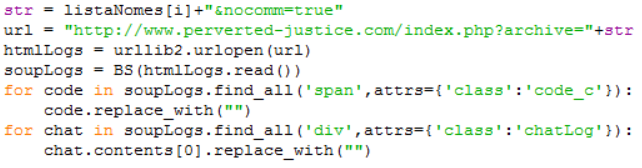 str = listaNomes[i]+"&nocomm=true"
url = "http://www.perverted-justice.com/index.php?archive="+str
htmlLogs = urllib2.urlopen(url)
soupLogs = BS(htmlLogs.read())
for code in soupLogs.find_all('span',attrs={'class':'code_c'}):
    code.replace_with("")
for chat in soupLogs.find_all('div',attrs={'class':'chatLog'}):
    chat.contents[0].replace_with("")